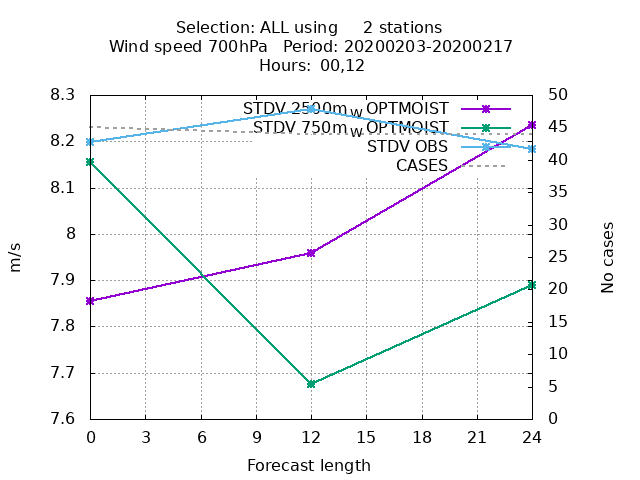 Selection: ALL using 2 stations
Wind speed 700hPa Period: 20200203-20200217
Hours: 00,12
STDV 2500m_W OPTMOIST
STDV 750m_W OPTMOIST
STDV OBS
CASES
8.3
8.2
8.1
8
7.9
7.8
7.7
7.6
m/s
50
45
40
35
30
25
20
15
10
5
0
No cases
0 3 6 9 12 15 18 21 24
Forecast length